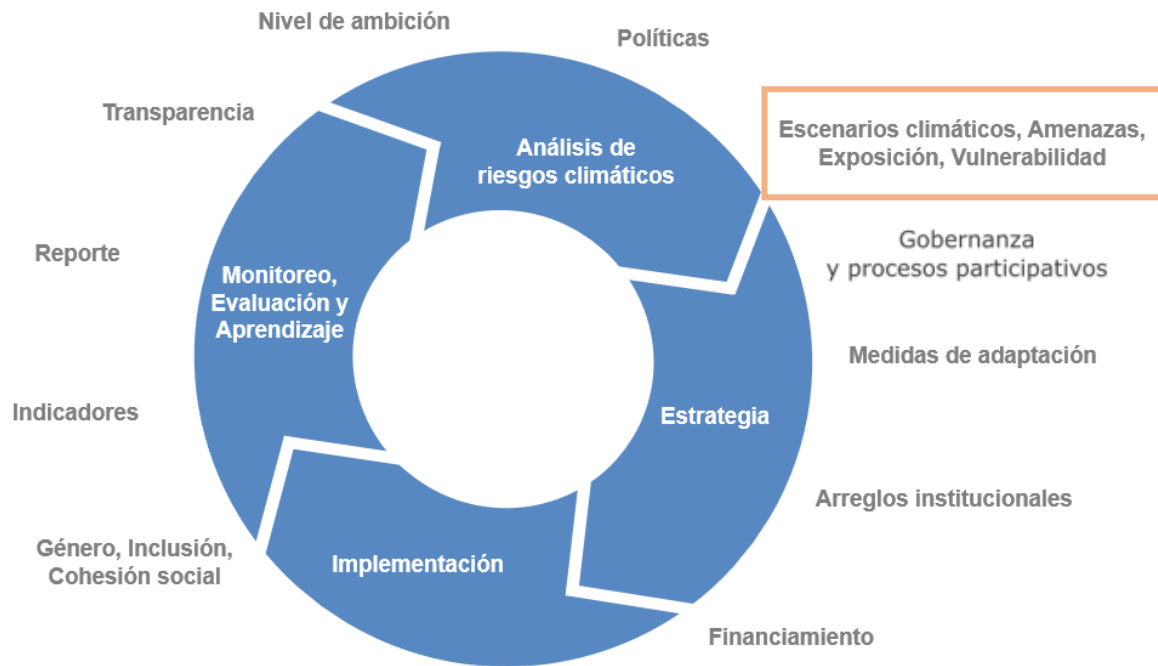 Nivel de ambición
Políticas
Transparencia
Escenarios climáticos, Amenazas,
Exposición, Vulnerabilidad
Análisis de
riesgos climáticos
Gobernanza
y procesos participativos
Reporte
Monitoreo,
Evaluación y
Aprendizaje
Medidas de adaptación
Indicadores
Estrategia
Arreglos institucionales
Género, Inclusión,
Cohesión social
Implementación
Financiamiento